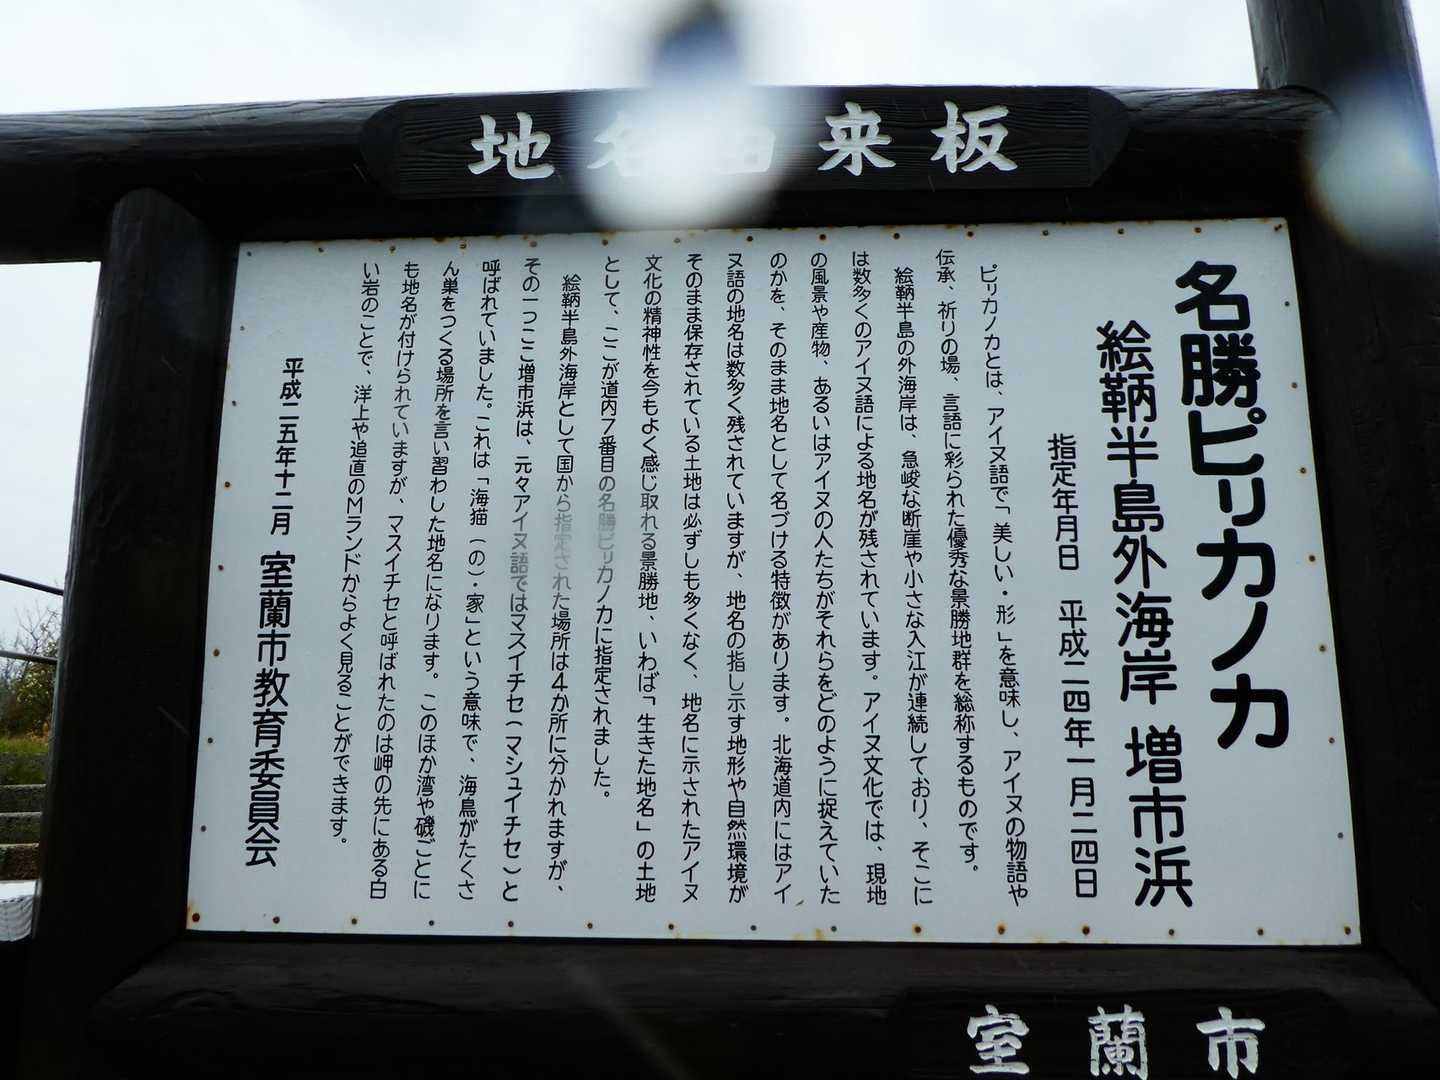 地名由来板
名勝ピリカノカ
絵鞆半島外海岸 増市浜
指定年月日 平成二四年一月二四日
ピリカノカとは、アイヌ語で「美しい・形」を意味し、アイヌの物語や
伝承、祈りの場、言語に彩られた優秀な景勝地群を総称するものです。
絵鞆半島の外海岸は、急峻な断崖や小さな入江が連続しており、そこに
は数多くのアイヌ語による地名が残されています。アイヌ文化では、現地
の風景や産物、あるいはアイヌの人たちがそれらをどのように捉えていた
のかを、そのまま地名として名づける特徴があります。北海道内にはアイ
ヌ語の地名は数多く残されていますが、地名の指し示す地形や自然環境が
そのまま保存されている土地は必ずしも多くなく、地名に示されたアイヌ
文化の精神性を今もよく感じ取れる景勝地、いわば「生きた地名」の土地
として、ここが道内7番目の名勝ピリカノカに指定されました。
絵鞆半島外海岸として国から指定された場所は4か所に分かれますが、
その一つここ増市浜は、元々アイヌ語ではマスイチセ(マシュイチセ)と
呼ばれていました。これは「海猫(の)・家」という意味で、海鳥がたくさ
ん巣をつくる場所を言い習わした地名になります。このほか湾や磯ごとに
も地名が付けられていますが、マスイチセと呼ばれたのは岬の先にある白
い岩のことで、洋上や追直のMランドからよく見ることができます。
平成二五年十二月 室蘭市教育委員会
室蘭市